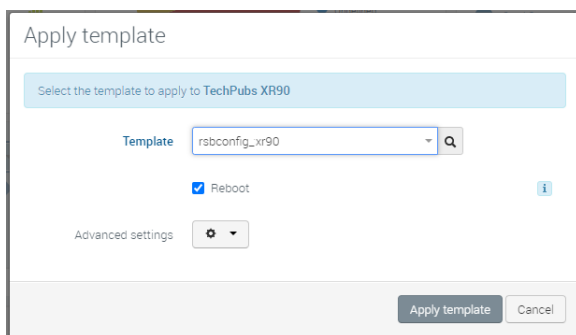 Apply template
Select the template to apply to TechPubs XR90
Template rsbconfig_xr90
Reboot i
Advanced settings
Apply template Cancel